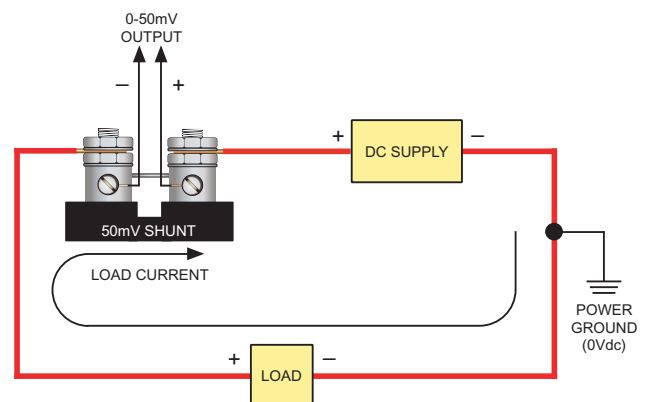 0-50mV
OUTPUT
– +
+ DC SUPPLY –
50mV SHUNT
LOAD CURRENT
POWER
GROUND
(0Vdc)
+ LOAD –